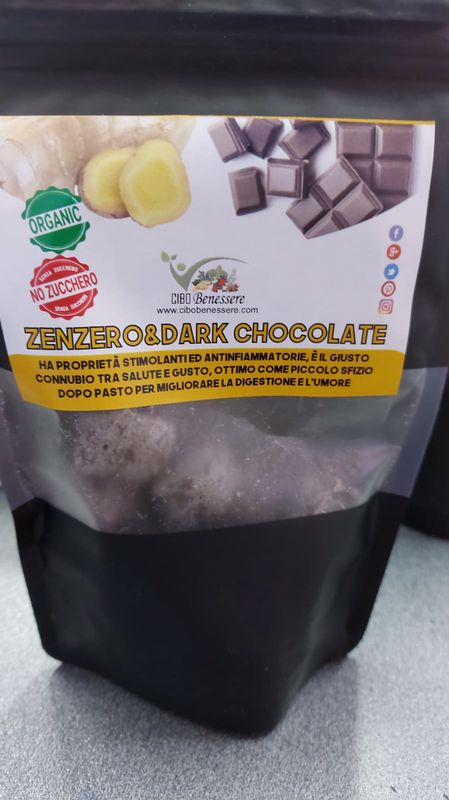 ORGANIC
SENZA ZUCCHERO
NO ZUCCHERO
SENZA ZUCCHERO
CIBO Benessere
www.cibobenessere.com
ZENZERO&DARK CHOCOLATE
HA PROPRIETÀ STIMOLANTI ED ANTINFIAMMATORIE, È IL GIUSTO
CONNUBIO TRA SALUTE E GUSTO, OTTIMO COME PICCOLO SFIZIO
DOPO PASTO PER MIGLIORARE LA DIGESTIONE E L'UMORE